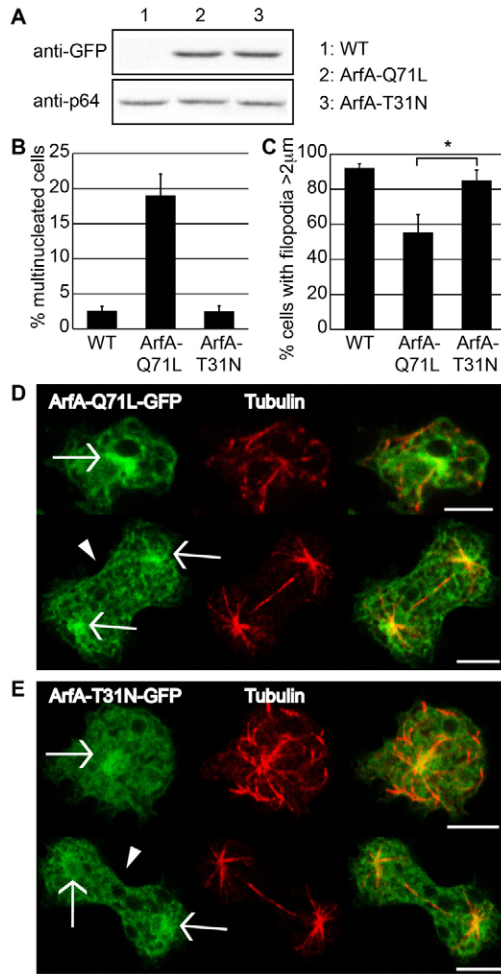 A
1 2 3
anti-GFP
anti-p64
1: WT
2: ArfA-Q71L
3: ArfA-T31N
B
% multinucleated cells
25
20
15
10
5
0
WT
ArfA-
Q71L
ArfA-
T31N
C
% cells with filopodia >2µm
*
100
80
60
40
20
0
WT
ArfA-
Q71L
ArfA-
T31N
D
ArfA-Q71L-GFP
Tubulin
E
ArfA-T31N-GFP
Tubulin